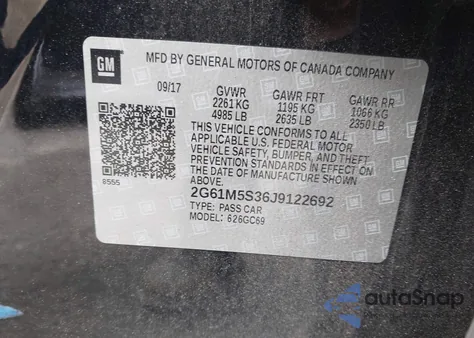 GM
MFD BY GENERAL MOTORS OF CANADA COMPANY
09/17 GVWR GAWR FRT GAWR RR
2261 KG 1195 KG 1066 KG
4985 LB 2635 LB 2350 LB
THIS VEHICLE CONFORMS TO ALL
APPLICABLE U.S. FEDERAL MOTOR
VEHICLE SAFETY, BUMPER, AND THEFT
PREVENTION STANDARDS IN EFFECT ON
THE DATE OF MANUFACTURE SHOWN
ABOVE.
8555
2G61M5S36J9122692
TYPE: PASS CAR
MODEL: 626GC69
autoSnap